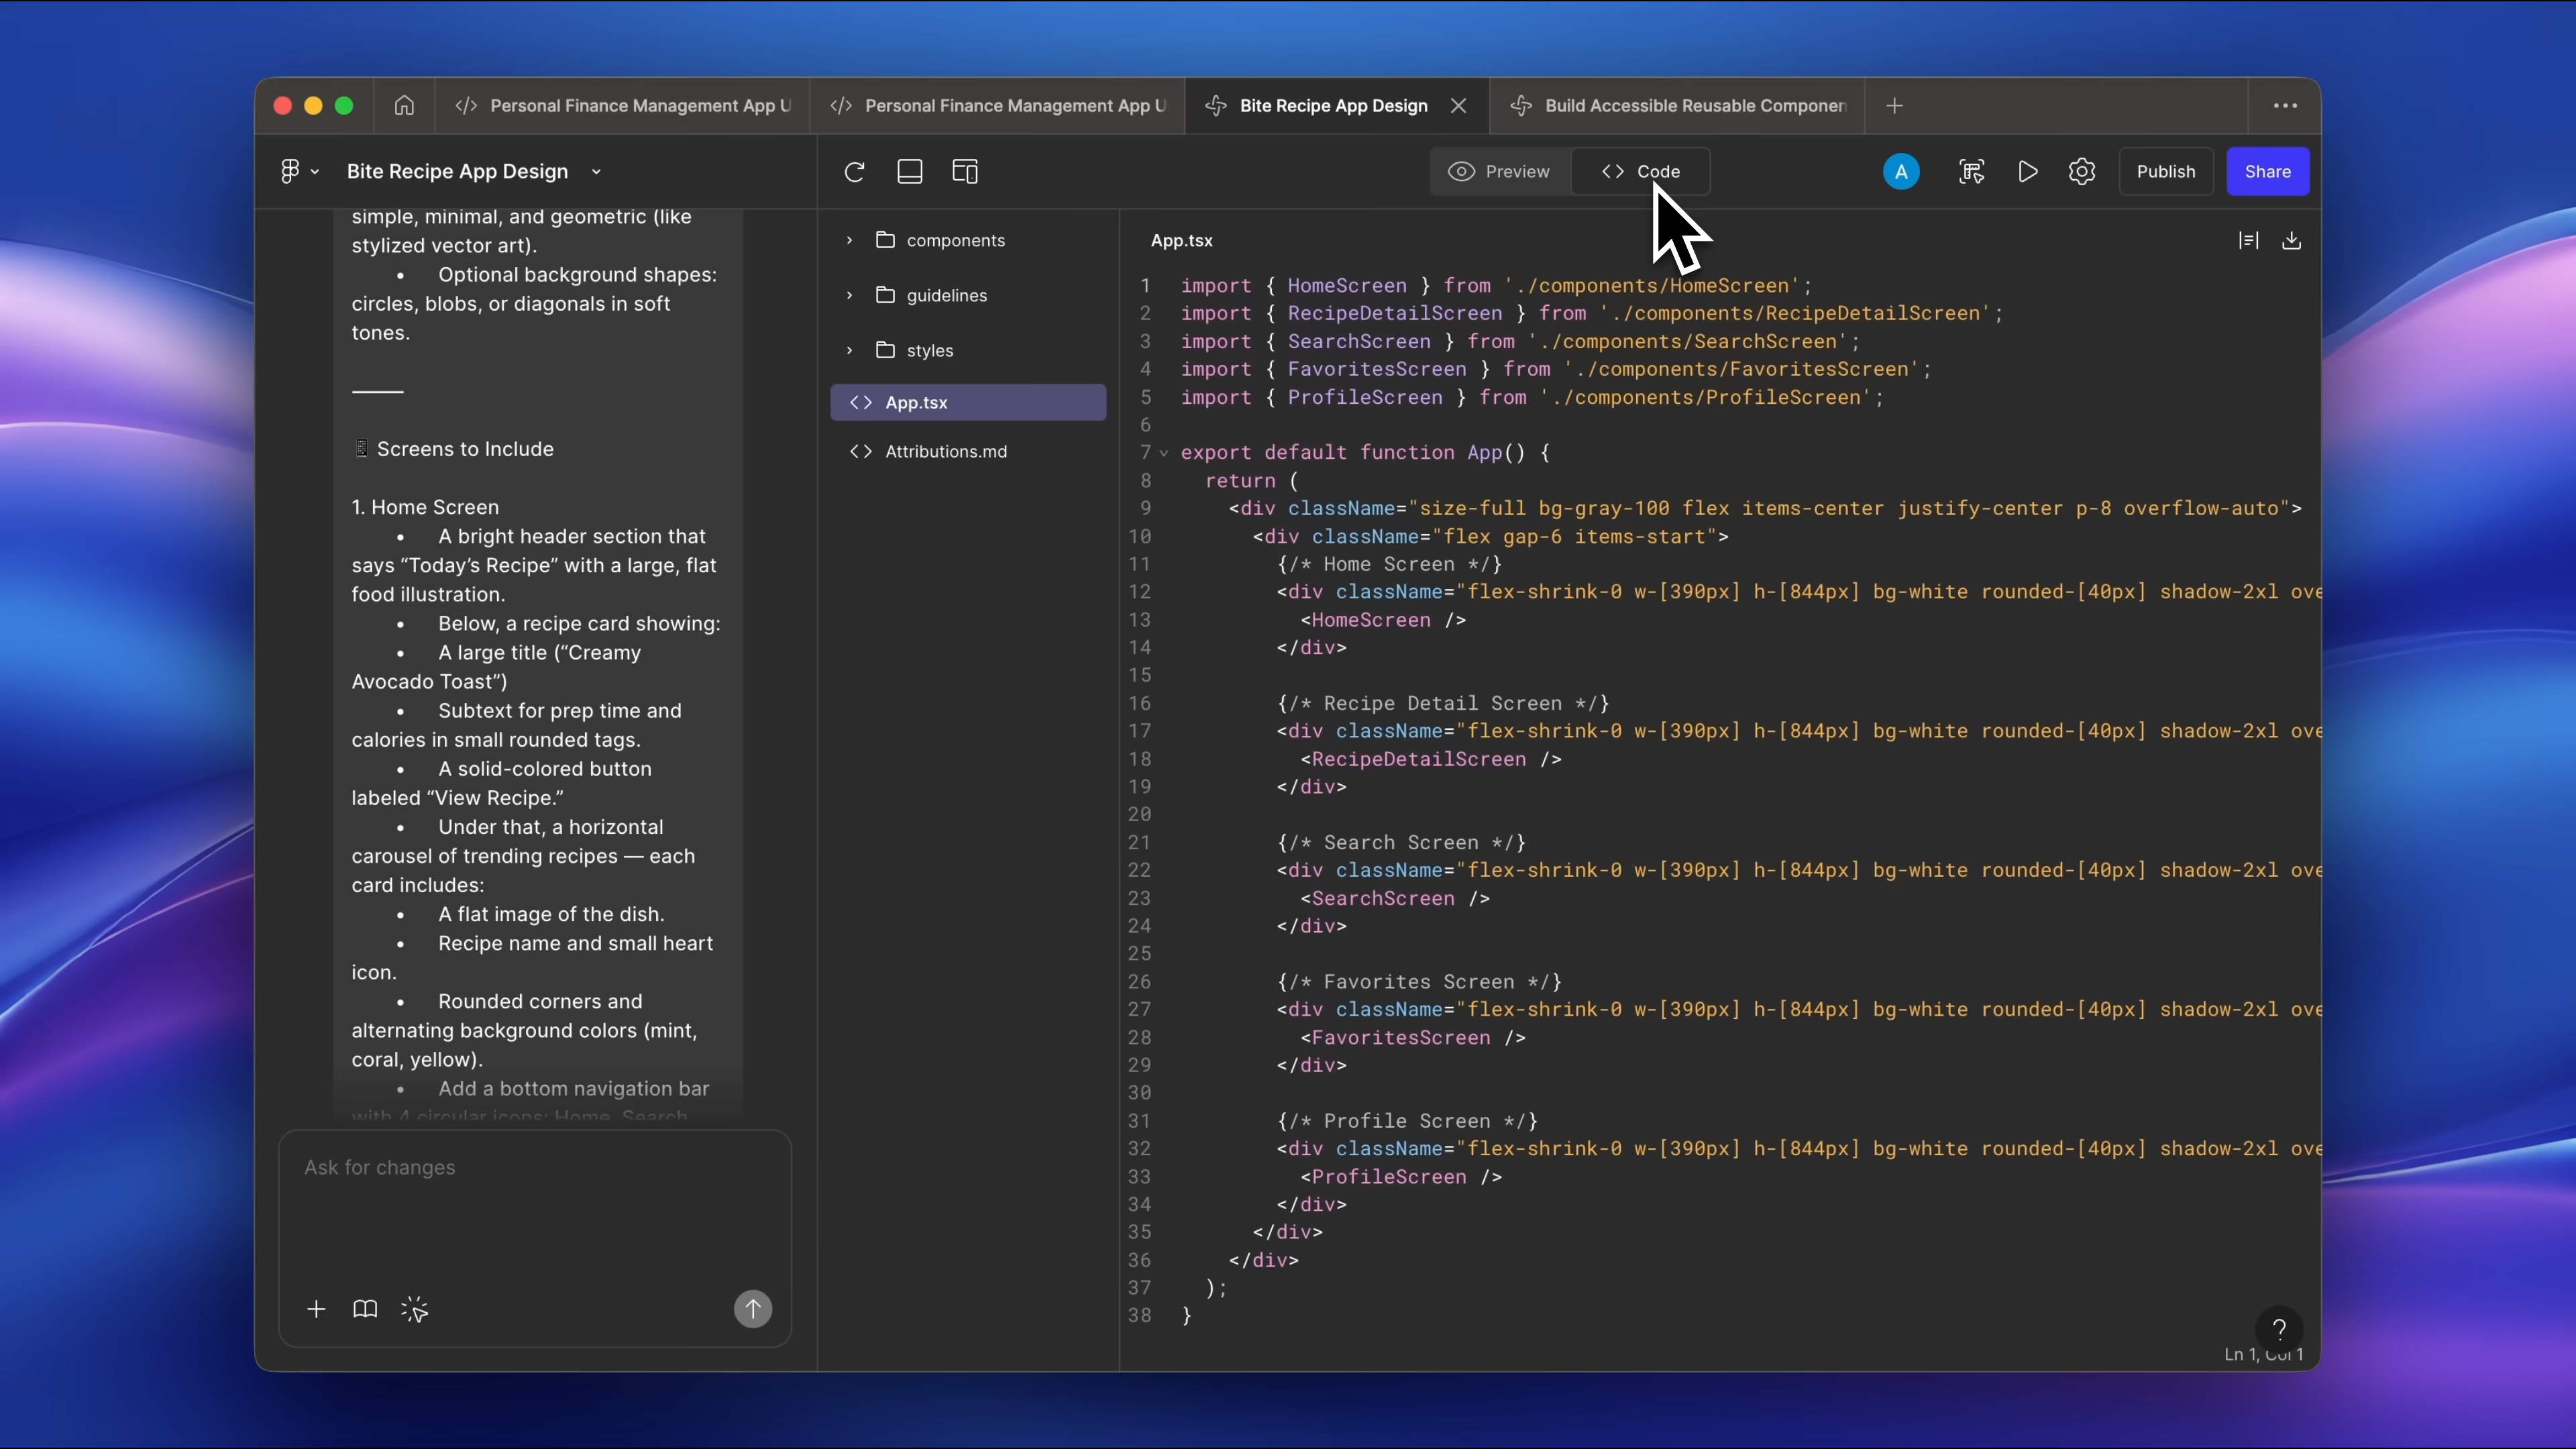 Personal Finance Management App U
Personal Finance Management App U
Bite Recipe App Design
Build Accessible Reusable Componen
Bite Recipe App Design
Preview
Code
A
Publish
Share
simple, minimal, and geometric (like
stylized vector art).
• Optional background shapes:
circles, blobs, or diagonals in soft
tones.
⸻
📱 Screens to Include
1. Home Screen
• A bright header section that
says “Today’s Recipe” with a large, flat
food illustration.
• Below, a recipe card showing:
• A large title (“Creamy
Avocado Toast”)
• Subtext for prep time and
calories in small rounded tags.
• A solid-colored button
labeled “View Recipe.”
• Under that, a horizontal
carousel of trending recipes — each
card includes:
• A flat image of the dish.
• Recipe name and small heart
icon.
• Rounded corners and
alternating background colors (mint,
coral, yellow).
• Add a bottom navigation bar
with 4 circular icons: Home, Search
Ask for changes
components
guidelines
styles
App.tsx
Attributions.md
App.tsx
1 import { HomeScreen } from './components/HomeScreen';
2 import { RecipeDetailScreen } from './components/RecipeDetailScreen';
3 import { SearchScreen } from './components/SearchScreen';
4 import { FavoritesScreen } from './components/FavoritesScreen';
5 import { ProfileScreen } from './components/ProfileScreen';
6
7 export default function App() {
8 return (
9 <div className="size-full bg-gray-100 flex items-center justify-center p-8 overflow-auto">
10 <div className="flex gap-6 items-start">
11 {/* Home Screen */}
12 <div className="flex-shrink-0 w-[390px] h-[844px] bg-white rounded-[40px] shadow-2xl ove
13 <HomeScreen />
14 </div>
15
16 {/* Recipe Detail Screen */}
17 <div className="flex-shrink-0 w-[390px] h-[844px] bg-white rounded-[40px] shadow-2xl ove
18 <RecipeDetailScreen />
19 </div>
20
21 {/* Search Screen */}
22 <div className="flex-shrink-0 w-[390px] h-[844px] bg-white rounded-[40px] shadow-2xl ove
23 <SearchScreen />
24 </div>
25
26 {/* Favorites Screen */}
27 <div className="flex-shrink-0 w-[390px] h-[844px] bg-white rounded-[40px] shadow-2xl ove
28 <FavoritesScreen />
29 </div>
30
31 {/* Profile Screen */}
32 <div className="flex-shrink-0 w-[390px] h-[844px] bg-white rounded-[40px] shadow-2xl ove
33 <ProfileScreen />
34 </div>
35 </div>
36 </div>
37 );
38 }
?
Ln 1, Col 1